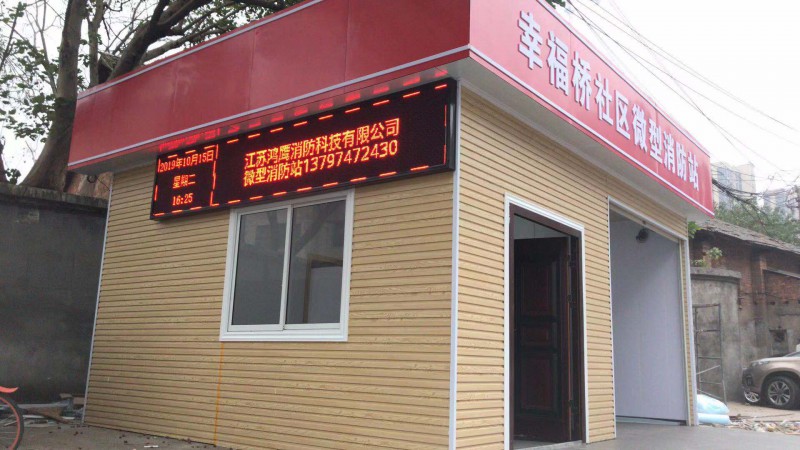 幸福桥社区微型消防站
2019年10月15日
星期二
16:25
江苏鸿鹰消防科技有限公司
微型消防站13797472430